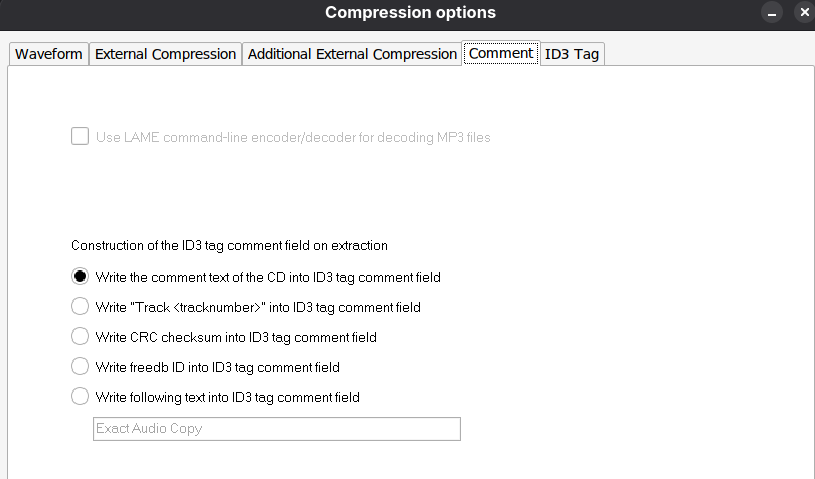 Compression options
Waveform External Compression Additional External Compression Comment ID3 Tag
Use LAME command-line encoder/decoder for decoding MP3 files
Construction of the ID3 tag comment field on extraction
Write the comment text of the CD into ID3 tag comment field
Write "Track <tracknumber>" into ID3 tag comment field
Write CRC checksum into ID3 tag comment field
Write freedb ID into ID3 tag comment field
Write following text into ID3 tag comment field
Exact Audio Copy